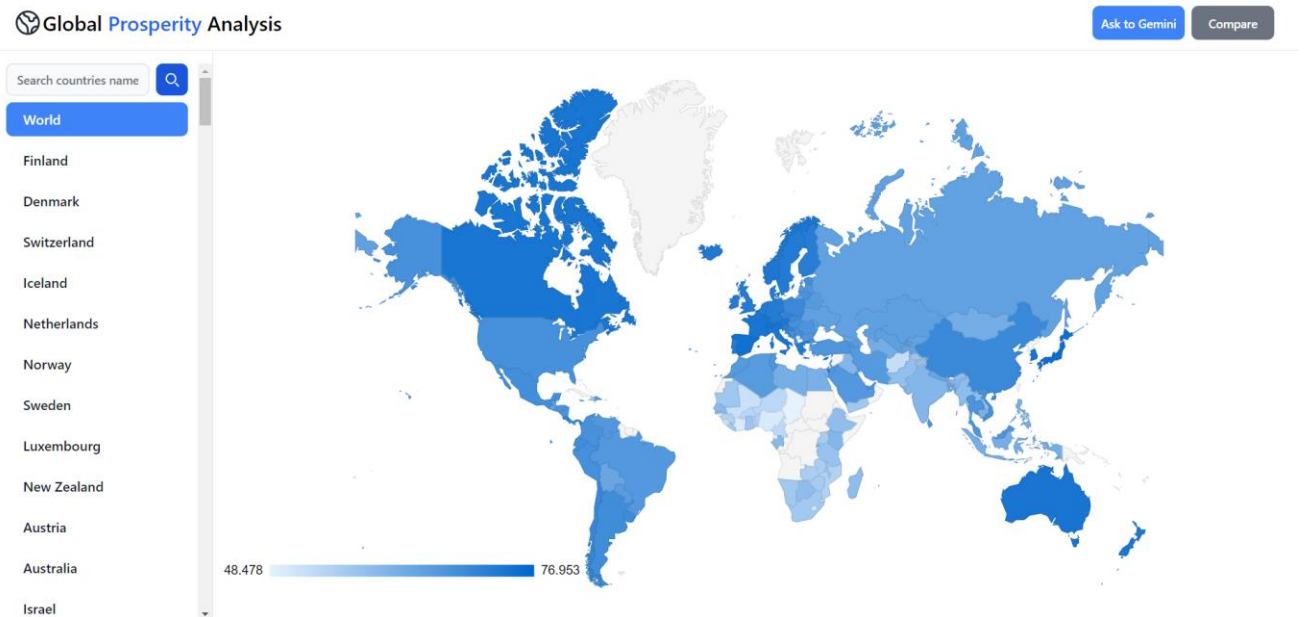 Global Prosperity Analysis
Ask to Gemini
Compare
Search countries name
World
Finland
Denmark
Switzerland
Iceland
Netherlands
Norway
Sweden
Luxembourg
New Zealand
Austria
Australia
Israel
48.478
76.953